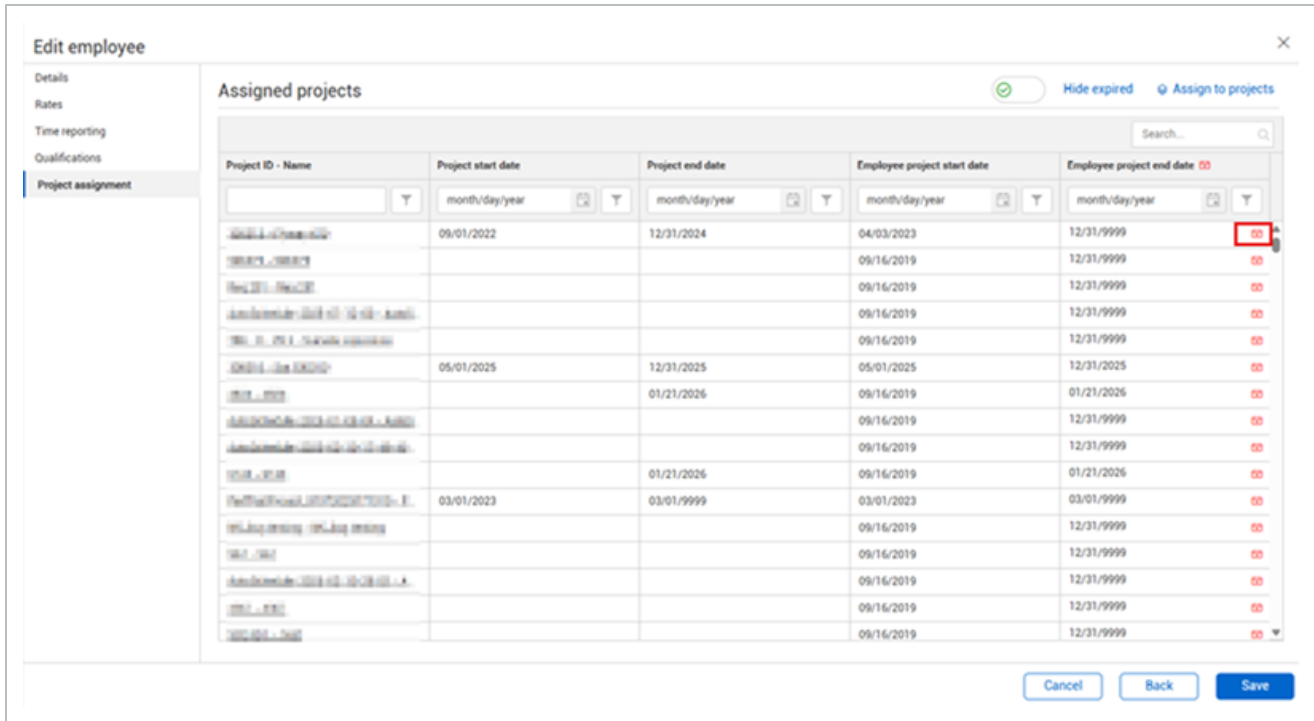 Edit employee
Details
Rates
Time reporting
Qualifications
Project assignment
Assigned projects
Hide expired
Assign to projects
Search...
Project ID - Name Project start date Project end date Employee project start date Employee project end date
month/day/year month/day/year month/day/year month/day/year
09/01/2022 12/31/2024 04/03/2023 12/31/9999
09/16/2019 12/31/9999
09/16/2019 12/31/9999
09/16/2019 12/31/9999
09/16/2019 12/31/9999
05/01/2025 12/31/2025 05/01/2025 12/31/2025
01/21/2026 09/16/2019 01/21/2026
09/16/2019 12/31/9999
09/16/2019 12/31/9999
01/21/2026 09/16/2019 01/21/2026
03/01/2023 03/01/9999 03/01/2023 03/01/9999
09/16/2019 12/31/9999
09/16/2019 12/31/9999
09/16/2019 12/31/9999
09/16/2019 12/31/9999
09/16/2019 12/31/9999
Cancel Back Save